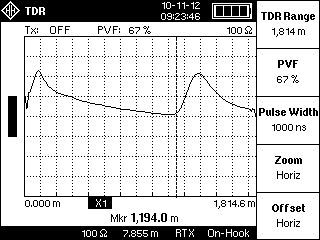 TDR
10-11-12
09:23:46
Tx: OFF PVF: 67 % 100 Ω
0.000 m X1 1,814.6 m
Mkr 1,194.0 m
100 Ω 7.855 m RTX On-Hook
TDR Range
1,814 m
PVF
67 %
Pulse Width
1000 ns
Zoom
Horiz
Offset
Horiz